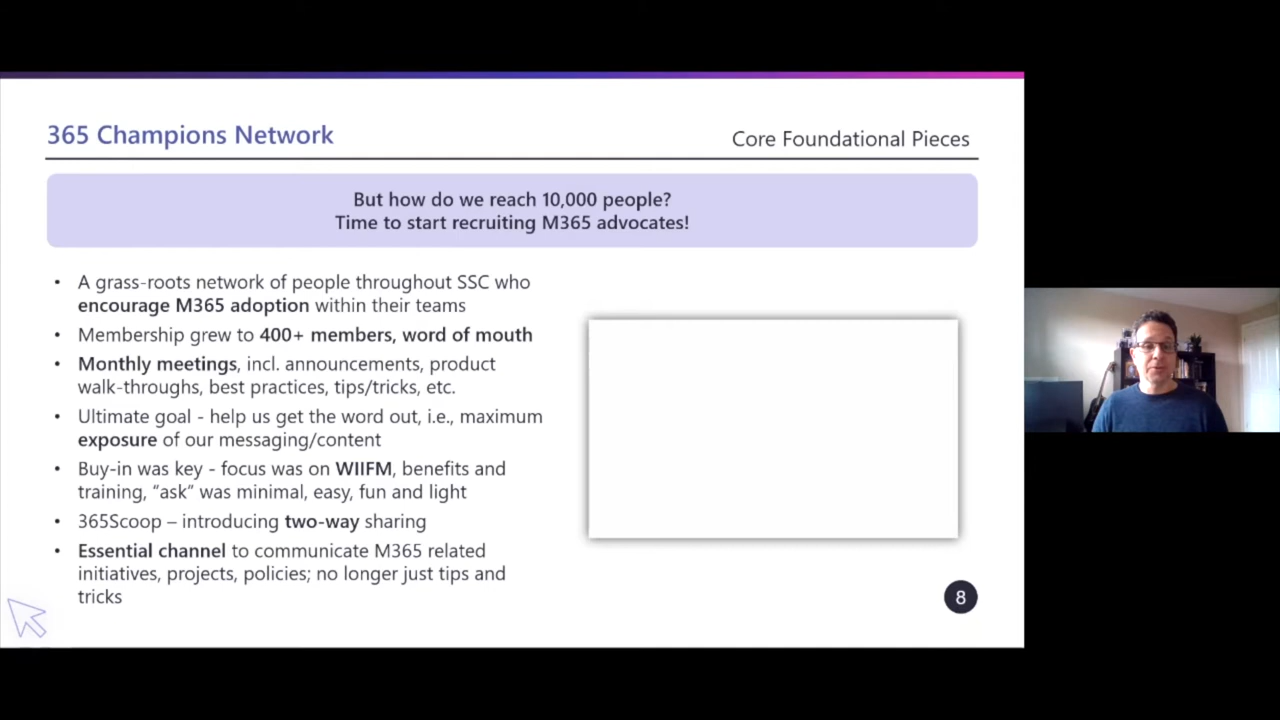 365 Champions Network
Core Foundational Pieces
But how do we reach 10,000 people?
Time to start recruiting M365 advocates!
• A grass-roots network of people throughout SSC who
encourage M365 adoption within their teams
• Membership grew to 400+ members, word of mouth
• Monthly meetings, incl. announcements, product
walk-throughs, best practices, tips/tricks, etc.
• Ultimate goal - help us get the word out, i.e., maximum
exposure of our messaging/content
• Buy-in was key - focus was on WIIFM, benefits and
training, “ask” was minimal, easy, fun and light
• 365Scoop – introducing two-way sharing
• Essential channel to communicate M365 related
initiatives, projects, policies; no longer just tips and
tricks
8